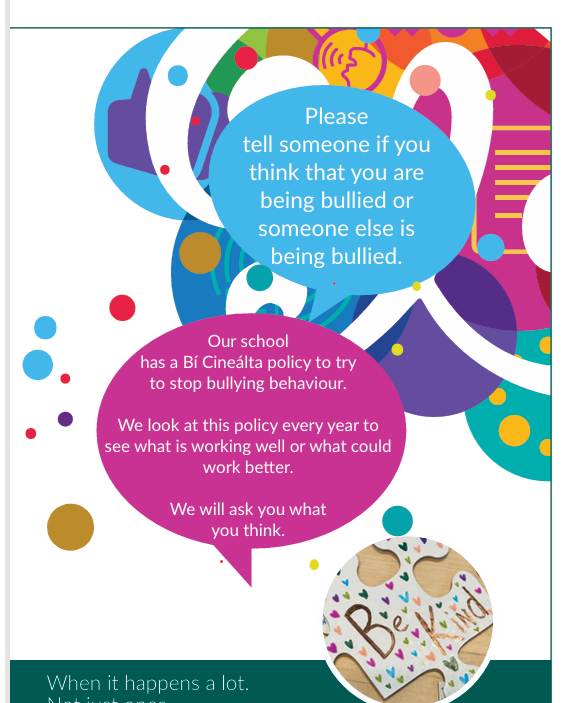 Please
tell someone if you
think that you are
being bullied or
someone else is
being bullied.
Our school
has a Bí Cineálta policy to try
to stop bullying behaviour.
We look at this policy every year to
see what is working well or what could
work better.
We will ask you what
you think.
Be Kind
When it happens a lot.
Not just once